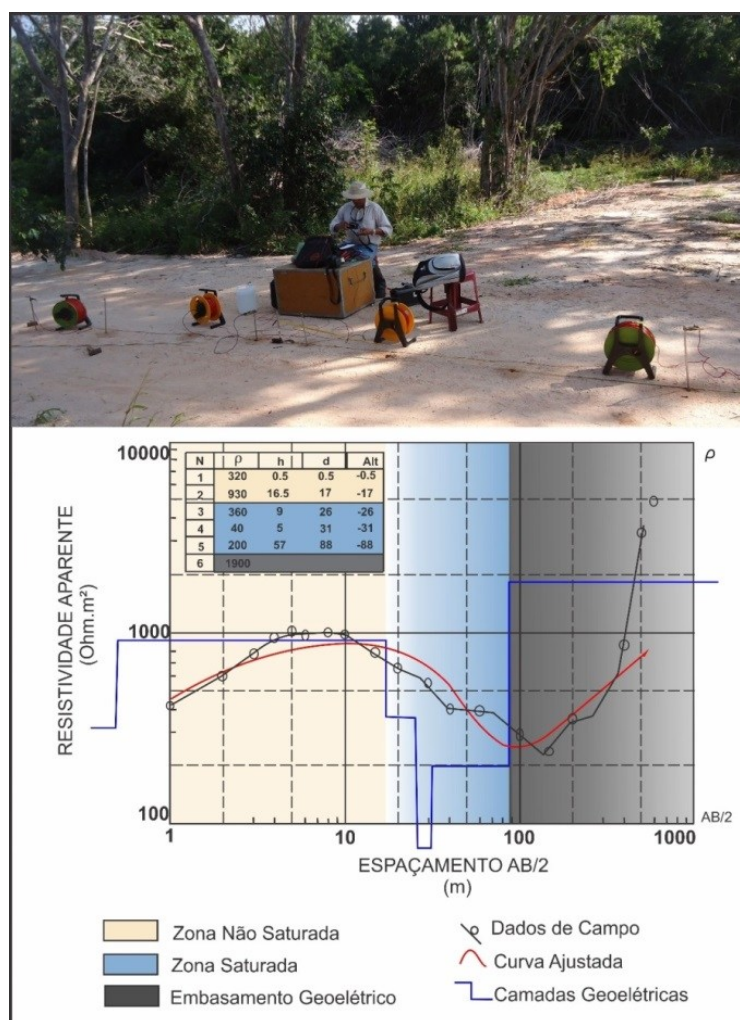 10000
1000
100
RESISTIVIDADE APARENTE
(Ohm.m²)
N ρ h d Alt
1 320 0.5 0.5 -0.5
2 930 16.5 17 -17
3 360 9 26 -26
4 40 5 31 -31
5 200 57 88 -88
6 1900
ρ
AB/2
1 10 100 1000
ESPAÇAMENTO AB/2
(m)
Zona Não Saturada
Zona Saturada
Embasamento Geoelétrico
Dados de Campo
Curva Ajustada
Camadas Geoelétricas